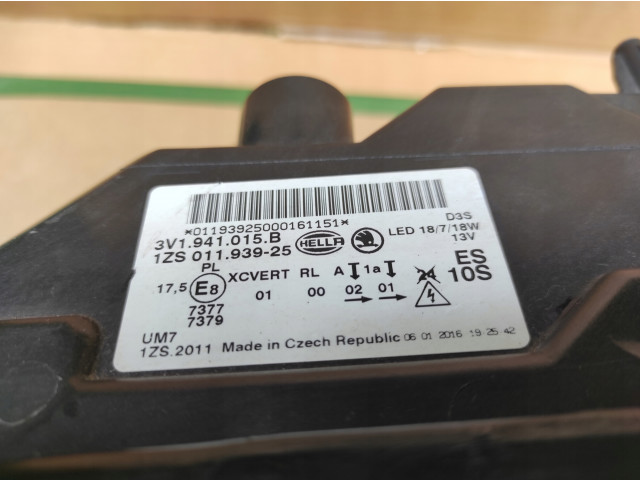 *01193925000161151*
3V1.941.015.B HELLA D3S
1ZS 011.939-25 LED 18/7/18W
13V
PL XCVERT RL A 1a 24 ES
17,5 E8 01 00 02 01 10S
7377
7379
UM7
1ZS.2011 Made in Czech Republic 06 01 2016 19:25:42